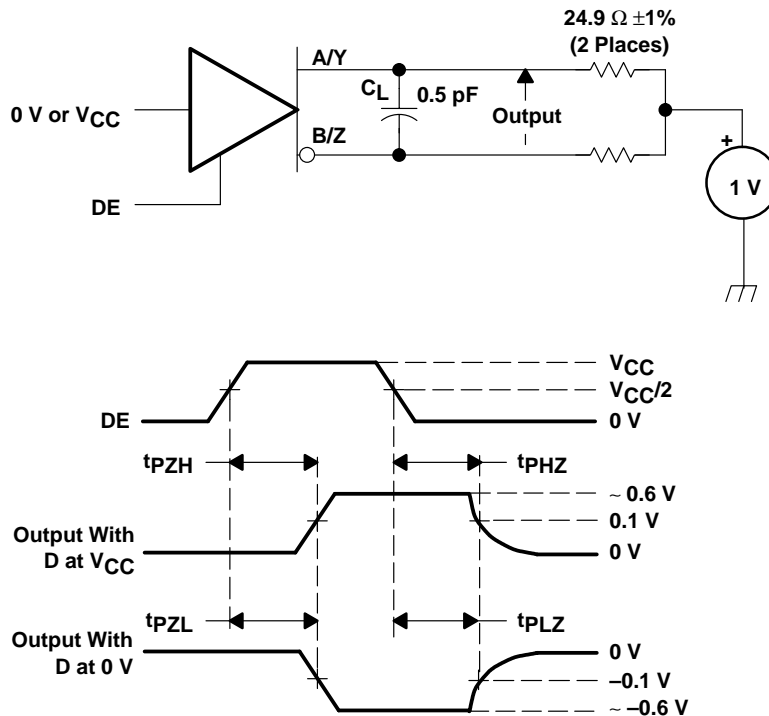 24.9 Ω ±1%
(2 Places)
A/Y
CL
0.5 pF
Output
0 V or VCC
B/Z
+
1 V
DE
VCC
VCC/2
DE
0 V
tPZH
tPHZ
~ 0.6 V
0.1 V
Output With
D at VCC
0 V
tPZL
tPLZ
Output With
D at 0 V
0 V
–0.1 V
~ –0.6 V